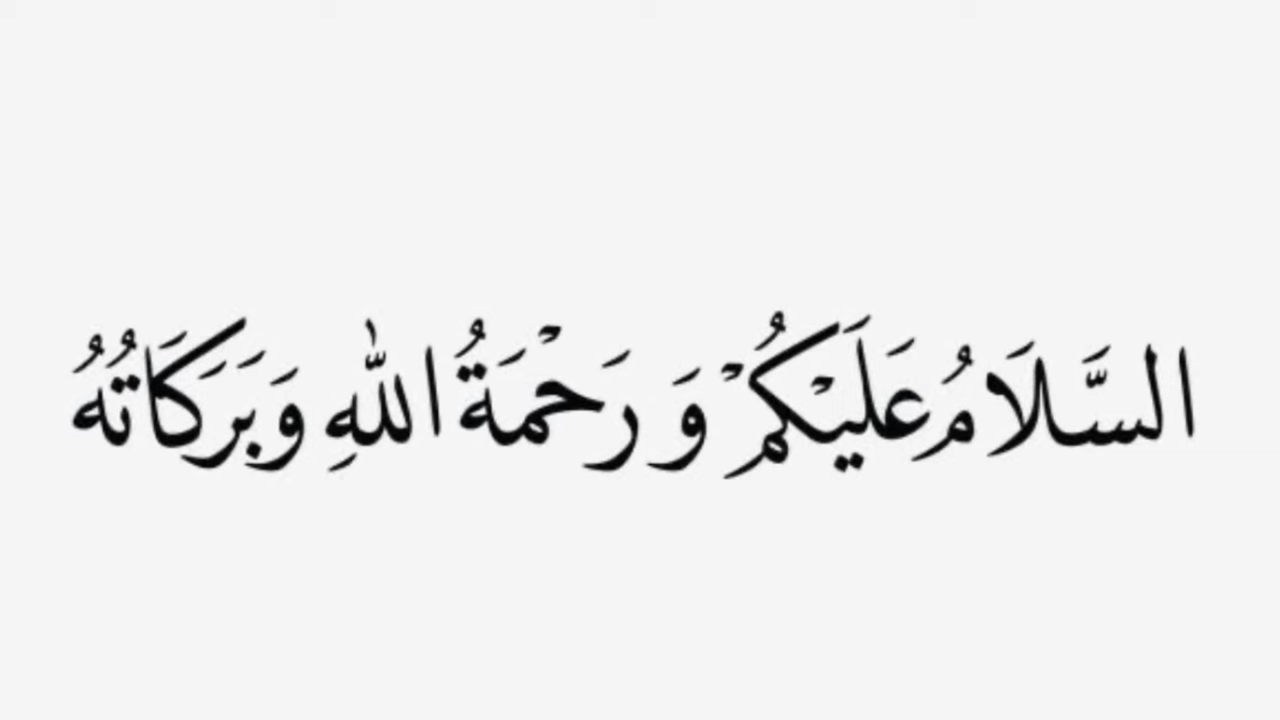 السَّلَامُ عَلَيْكُمْ وَ رَحْمَةُ اللهِ وَبَرَكَاتُهُ